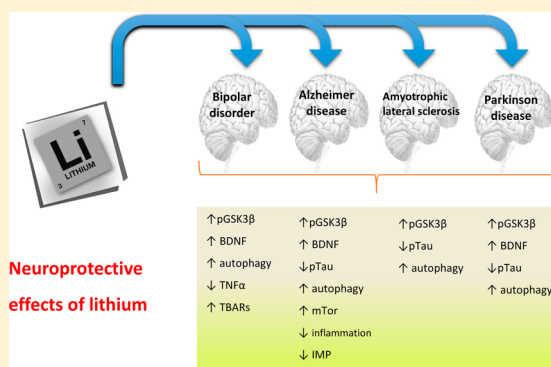 Bipolar
disorder
Alzheimer
disease
Amyotrophic
lateral sclerosis
Parkinson
disease
7
Li
LITHIUM
3
Neuroprotective
effects of lithium
↑pGSK3β
↑ BDNF
↑ autophagy
↓ TNFα
↑ TBARs
↑pGSK3β
↑ BDNF
↓pTau
↑ autophagy
↑ mTor
↓ inflammation
↓ IMP
↑pGSK3β
↓pTau
↑ autophagy
↑pGSK3β
↑ BDNF
↓pTau
↑ autophagy